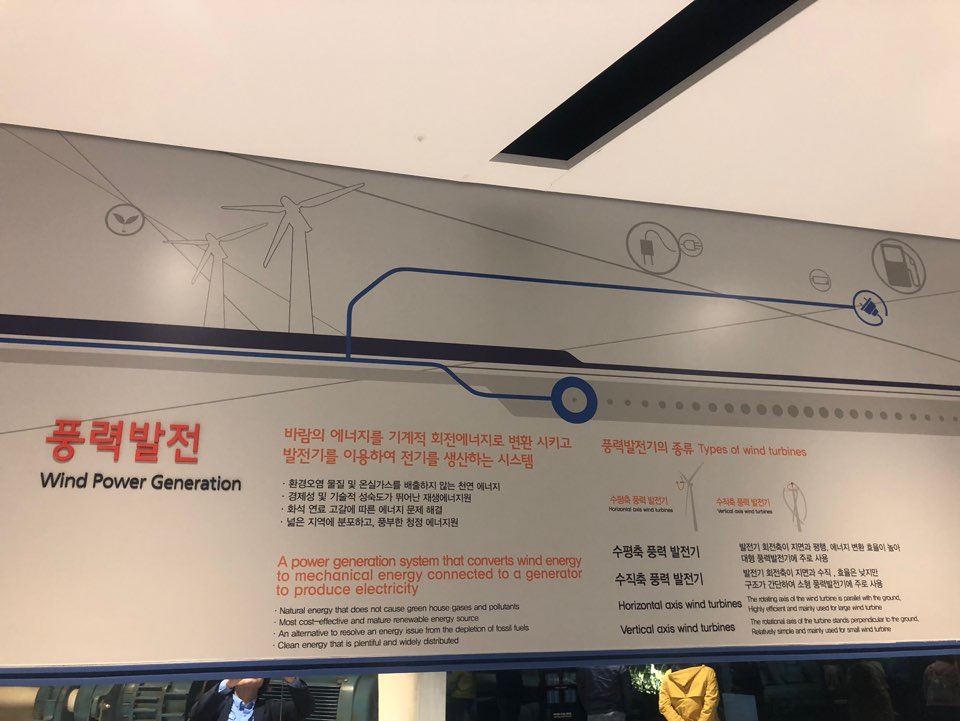 풍력발전
Wind Power Generation
바람의 에너지를 기계적 회전에너지로 변환 시키고
발전기를 이용하여 전기를 생산하는 시스템
· 환경오염 물질 및 온실가스를 배출하지 않는 천연 에너지
· 경제성 및 기술적 성숙도가 뛰어난 재생에너지원
· 화석 연료 고갈에 따른 에너지 문제 해결
· 넓은 지역에 분포하고, 풍부한 청정 에너지원
A power generation system that converts wind energy
to mechanical energy connected to a generator
to produce electricity
· Natural energy that does not cause green house gases and pollutants
· Most cost-effective and mature renewable energy source
· An alternative to resolve an energy issue from the depletion of fossil fuels
· Clean energy that is plentiful and widely distributed
풍력발전기의 종류 Types of wind turbines
수평축 풍력 발전기
Horizontal axis wind turbines
수직축 풍력 발전기
Vertical axis wind turbines
수평축 풍력 발전기
발전기 회전축이 지면과 평행, 에너지 변환 효율이 높아
대형 풍력발전기에 주로 사용
수직축 풍력 발전기
발전기 회전축이 지면과 수직, 효율은 낮지만
구조가 간단하여 소형 풍력발전기에 주로 사용
Horizontal axis wind turbines
The rotating axis of the wind turbine is parallel with the ground,
Highly efficient and mainly used for large wind turbine
Vertical axis wind turbines
The rotational axis of the turbine stands perpendicular to the ground,
Relatively simple and mainly used for small wind turbine